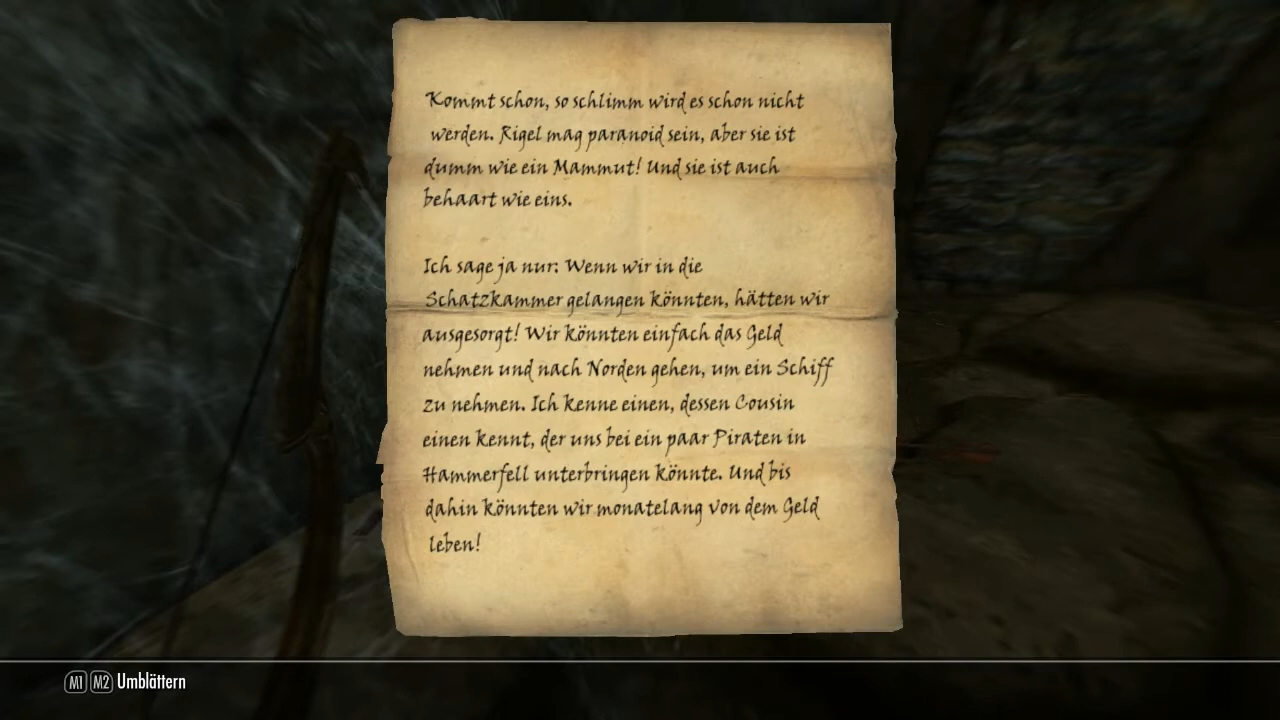 Kommt schon, so schlimm wird es schon nicht
werden. Rigel mag paranoid sein, aber sie ist
dumm wie ein Mammut! Und sie ist auch
behaart wie eins.
Ich sage ja nur: Wenn wir in die
Schatzkammer gelangen könnten, hätten wir
ausgesorgt! Wir könnten einfach das Geld
nehmen und nach Norden gehen, um ein Schiff
zu nehmen. Ich kenne einen, dessen Cousin
einen kennt, der uns bei ein paar Piraten in
Hammerfell unterbringen könnte. Und bis
dahin könnten wir monatelang von dem Geld
leben!
M1 M2 Umblättern